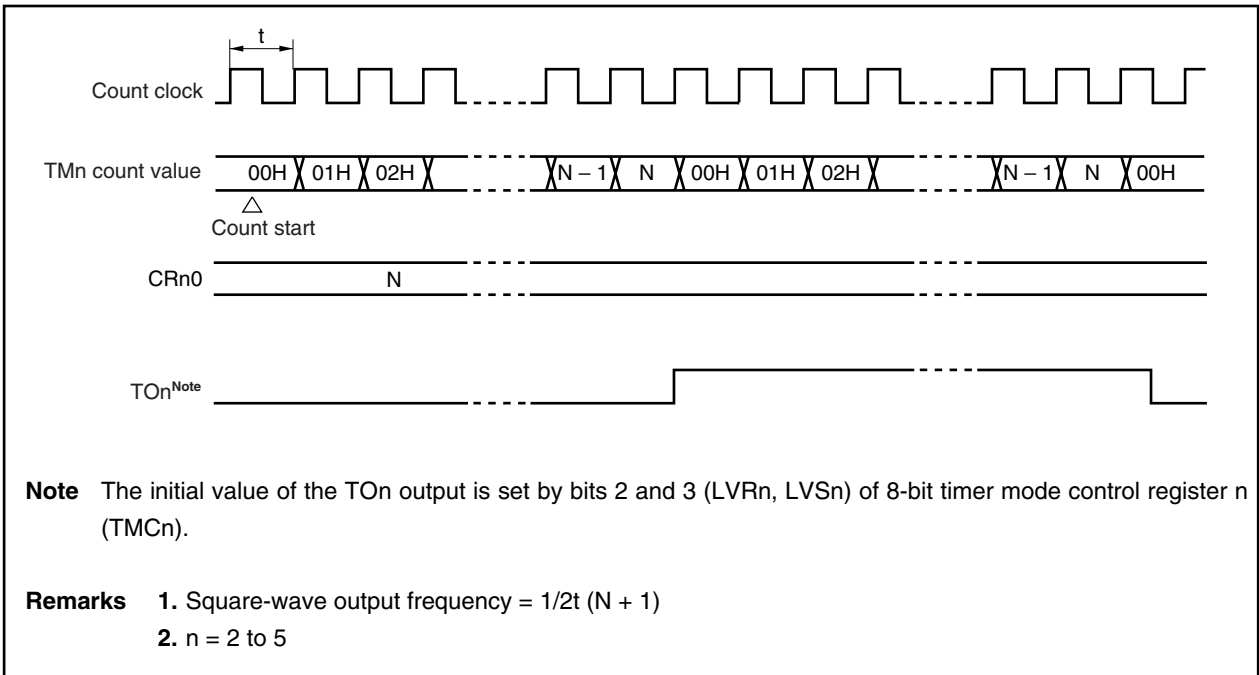 t
Count clock
TMn count value 00H 01H 02H N – 1 N 00H 01H 02H N – 1 N 00H
Count start
CRn0 N
TOnNote
Note The initial value of the TOn output is set by bits 2 and 3 (LVRn, LVSn) of 8-bit timer mode control register n
(TMCn).
Remarks 1. Square-wave output frequency = 1/2t (N + 1)
2. n = 2 to 5